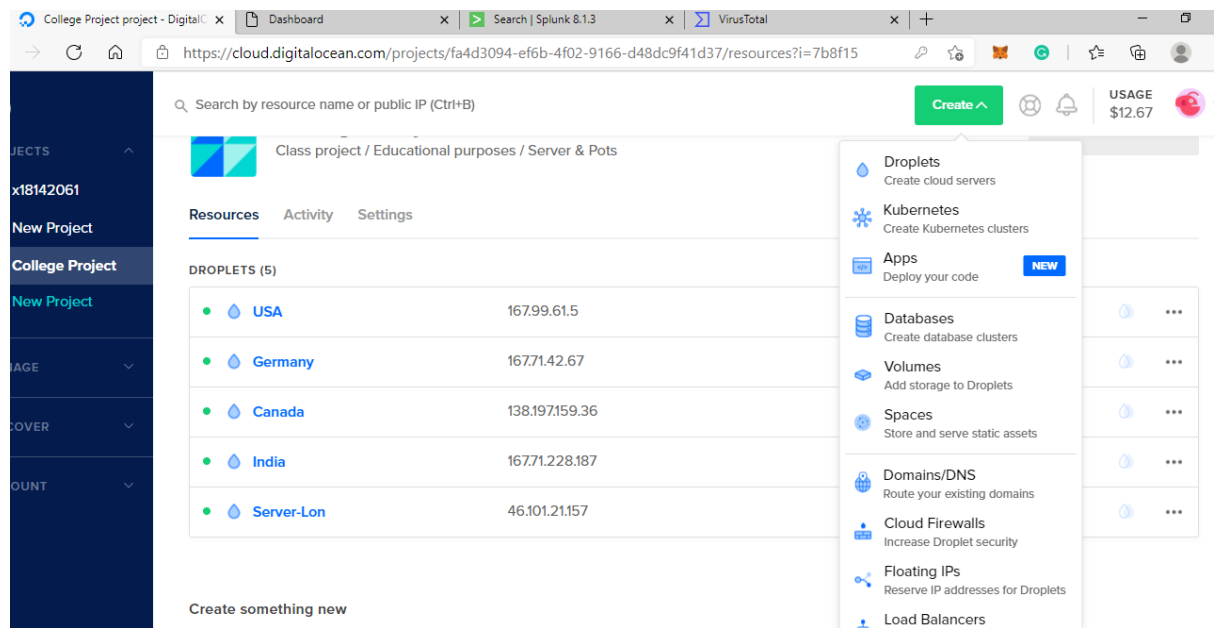 College Project project - DigitalC
Dashboard
Search | Splunk 8.1.3
VirusTotal
https://cloud.digitalocean.com/projects/fa4d3094-ef6b-4f02-9166-d48dc9f41d37/resources?i=7b8f15
Search by resource name or public IP (Ctrl+B)
Create
USAGE
$12.67
JECTS
x18142061
New Project
College Project
New Project
IAGE
COVER
OUNT
Class project / Educational purposes / Server & Pots
Resources Activity Settings
DROPLETS (5)
USA 167.99.61.5
Germany 167.71.42.67
Canada 138.197.159.36
India 167.71.228.187
Server-Lon 46.101.21.157
Create something new
Droplets
Create cloud servers
Kubernetes
Create Kubernetes clusters
Apps
Deploy your code
NEW
Databases
Create database clusters
Volumes
Add storage to Droplets
Spaces
Store and serve static assets
Domains/DNS
Route your existing domains
Cloud Firewalls
Increase Droplet security
Floating IPs
Reserve IP addresses for Droplets
Load Balancers